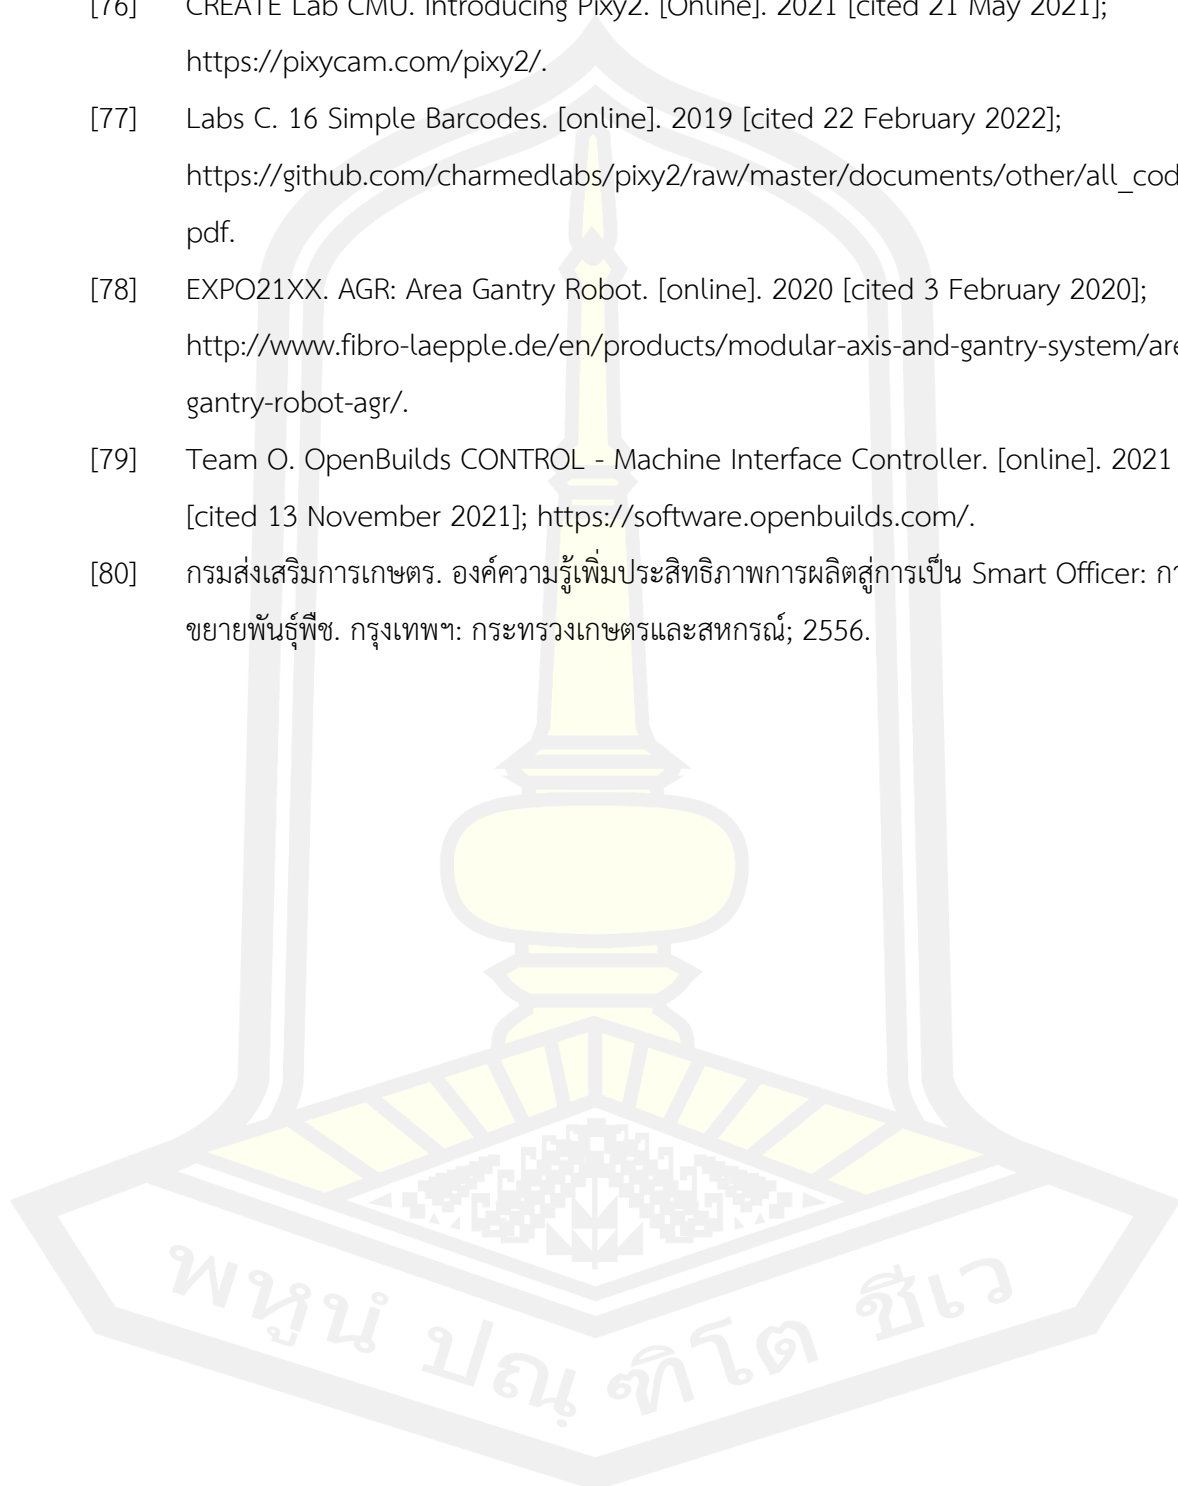 [76] CREATE Lab CMU. Introducing Pixy2. [Online]. 2021 [cited 21 May 2021];
https://pixycam.com/pixy2/.
[77] Labs C. 16 Simple Barcodes. [online]. 2019 [cited 22 February 2022];
https://github.com/charmedlabs/pixy2/raw/master/documents/other/all_cod
pdf.
[78] EXPO21XX. AGR: Area Gantry Robot. [online]. 2020 [cited 3 February 2020];
http://www.fibro-laepple.de/en/products/modular-axis-and-gantry-system/are
gantry-robot-agr/.
[79] Team O. OpenBuilds CONTROL - Machine Interface Controller. [online]. 2021
[cited 13 November 2021]; https://software.openbuilds.com/.
[80] กรมส่งเสริมการเกษตร. องค์ความรู้เพิ่มประสิทธิภาพการผลิตสู่การเป็น Smart Officer: กา
ขยายพันธุ์พืช. กรุงเทพฯ: กระทรวงเกษตรและสหกรณ์; 2556.
พหูนํ ปณฺฑิโต ชีเว